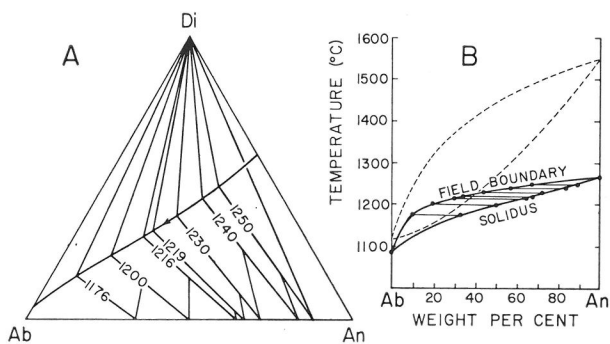 Di
A
1176
1200
1216
1219
1230
1240
1250
Ab
An
B
TEMPERATURE (°C)
1600
1500
1300
1200
1100
FIELD BOUNDARY
SOLIDUS
Ab
20
40
60
80
An
WEIGHT PER CENT